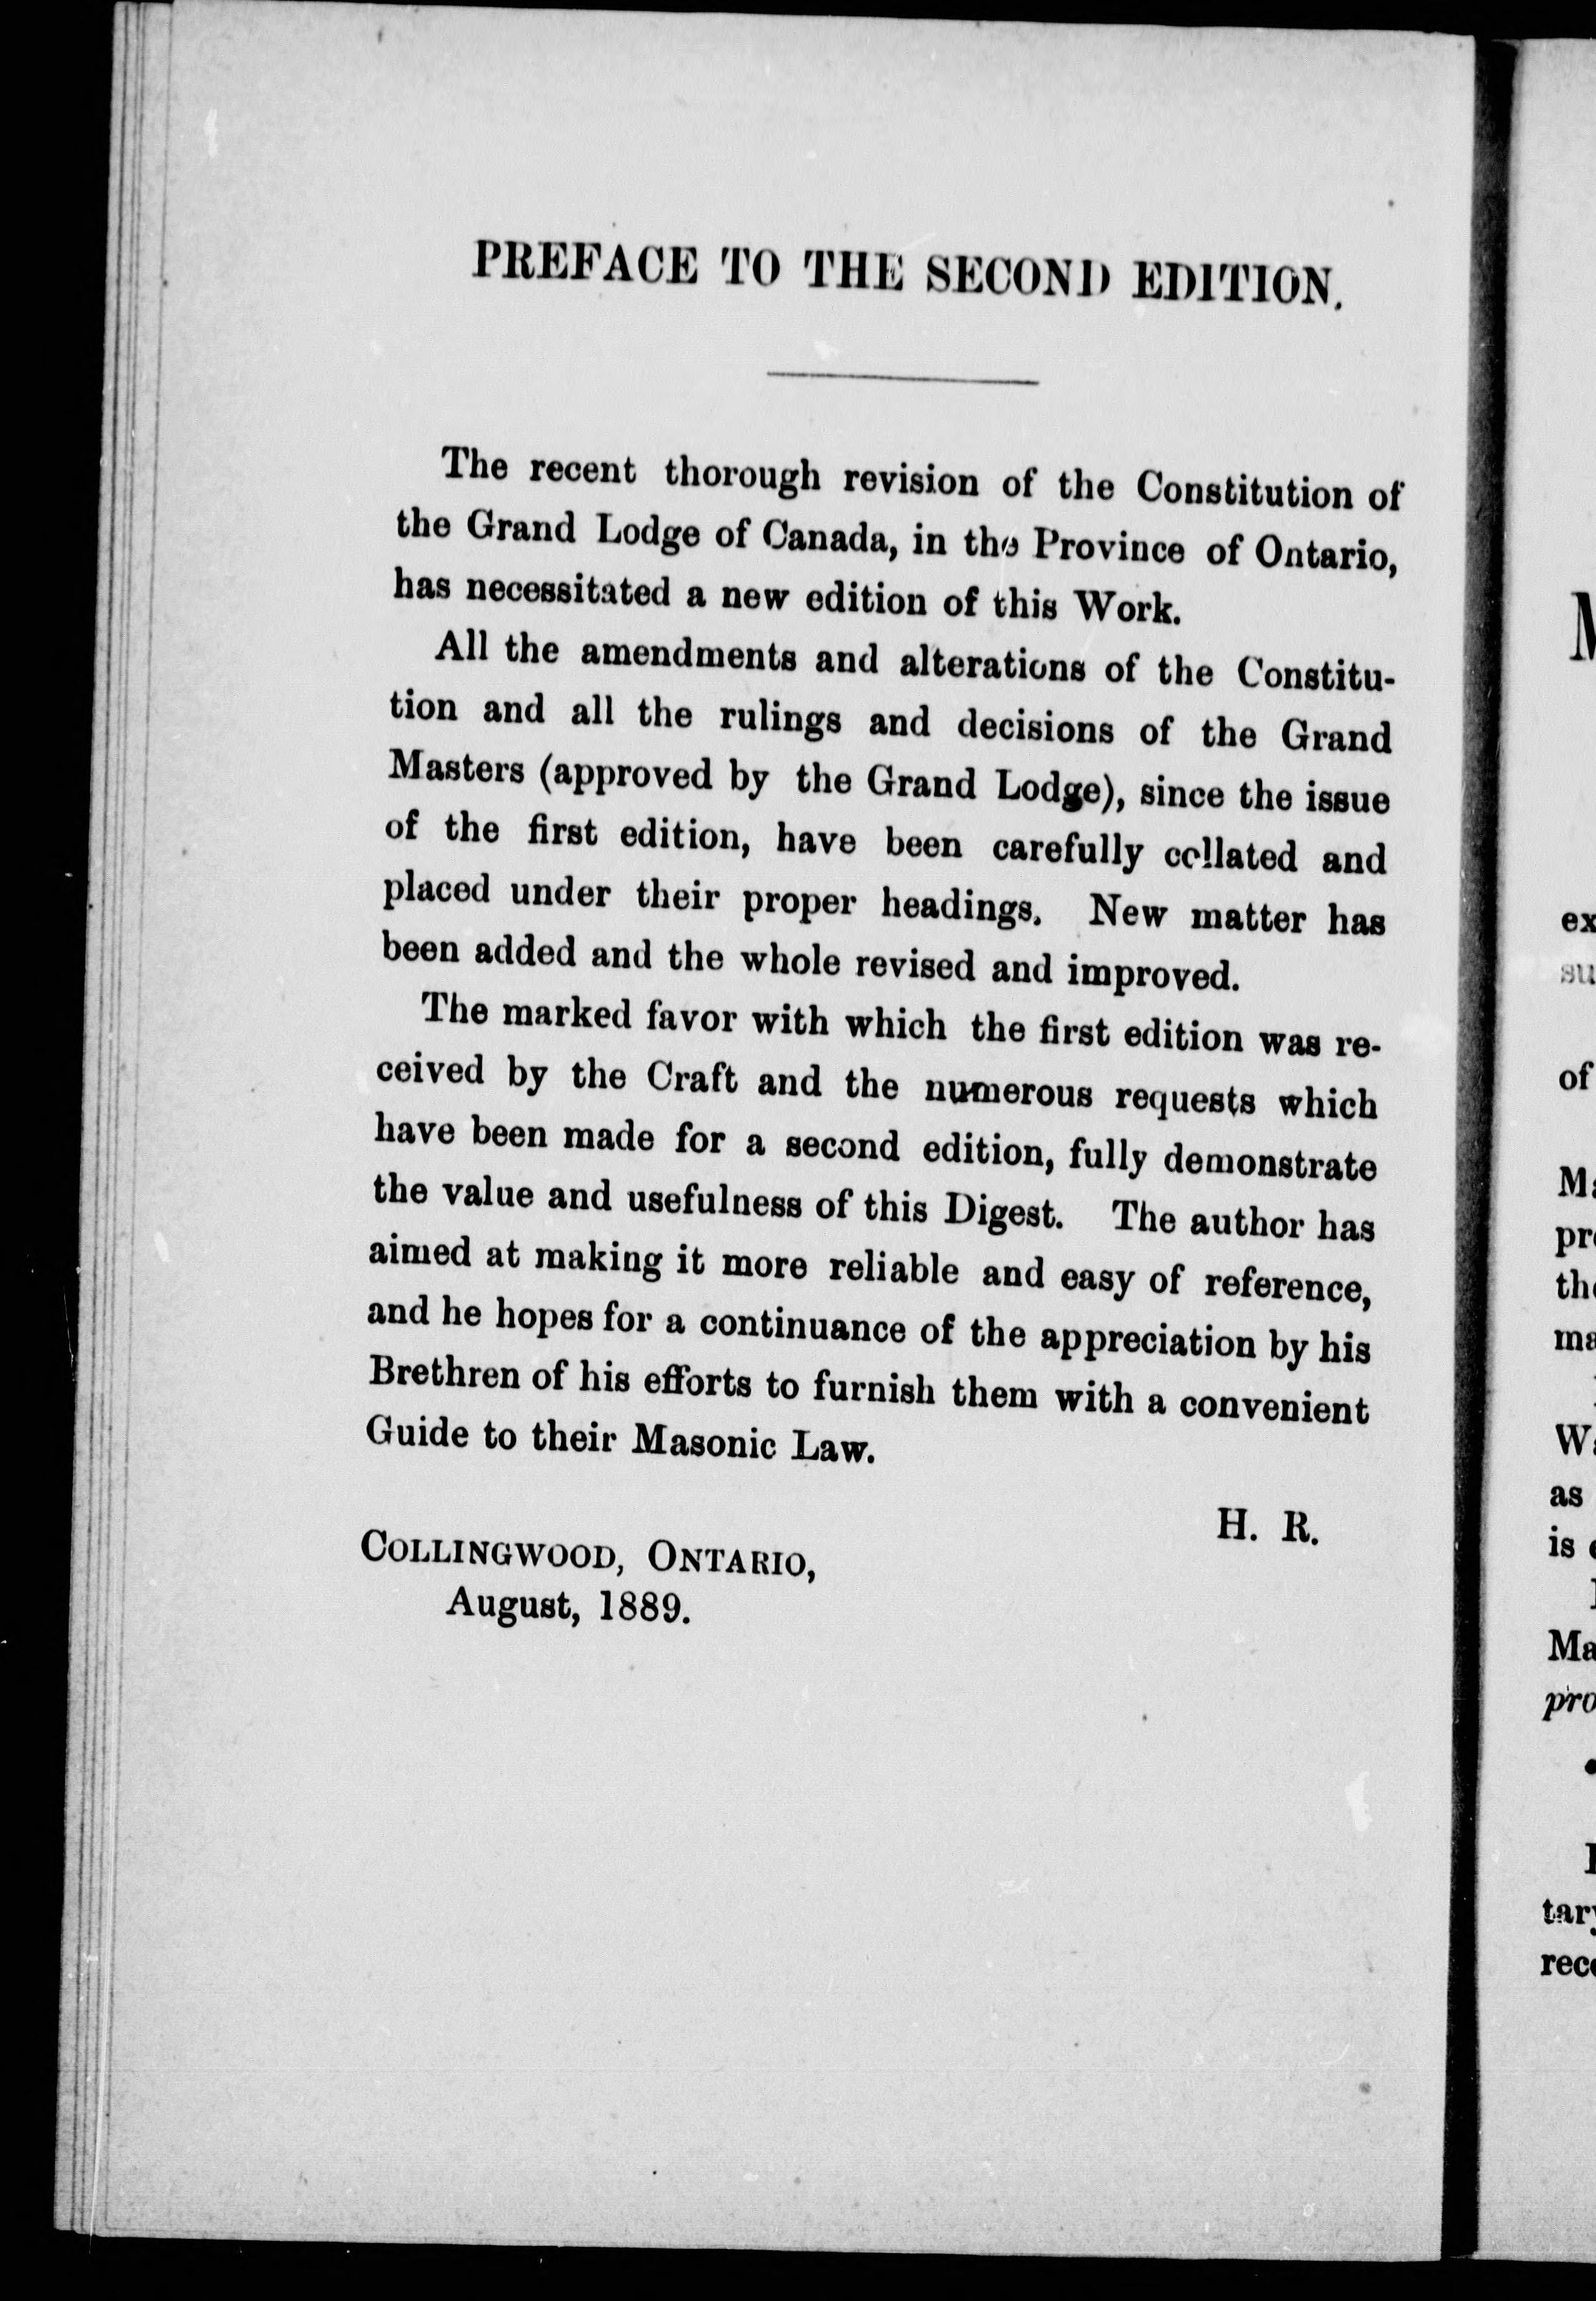 PREFACE TO THE SECOND EDITION.
The recent thorough revision of the Constitution of
the Grand Lodge of Canada, in the Province of Ontario,
has necessitated a new edition of this Work.
All the amendments and alterations of the Constitu-
tion and all the rulings and decisions of the Grand
Masters (approved by the Grand Lodge), since the issue
of the first edition, have been carefully collated and
placed under their proper headings. New matter has
been added and the whole revised and improved.
The marked favor with which the first edition was re-
ceived by the Craft and the numerous requests which
have been made for a second edition, fully demonstrate
the value and usefulness of this Digest. The author has
aimed at making it more reliable and easy of reference,
and he hopes for a continuance of the appreciation by his
Brethren of his efforts to furnish them with a convenient
Guide to their Masonic Law.
H. R.
COLLINGWOOD, ONTARIO,
August, 1889.
ex
su
of
as
is